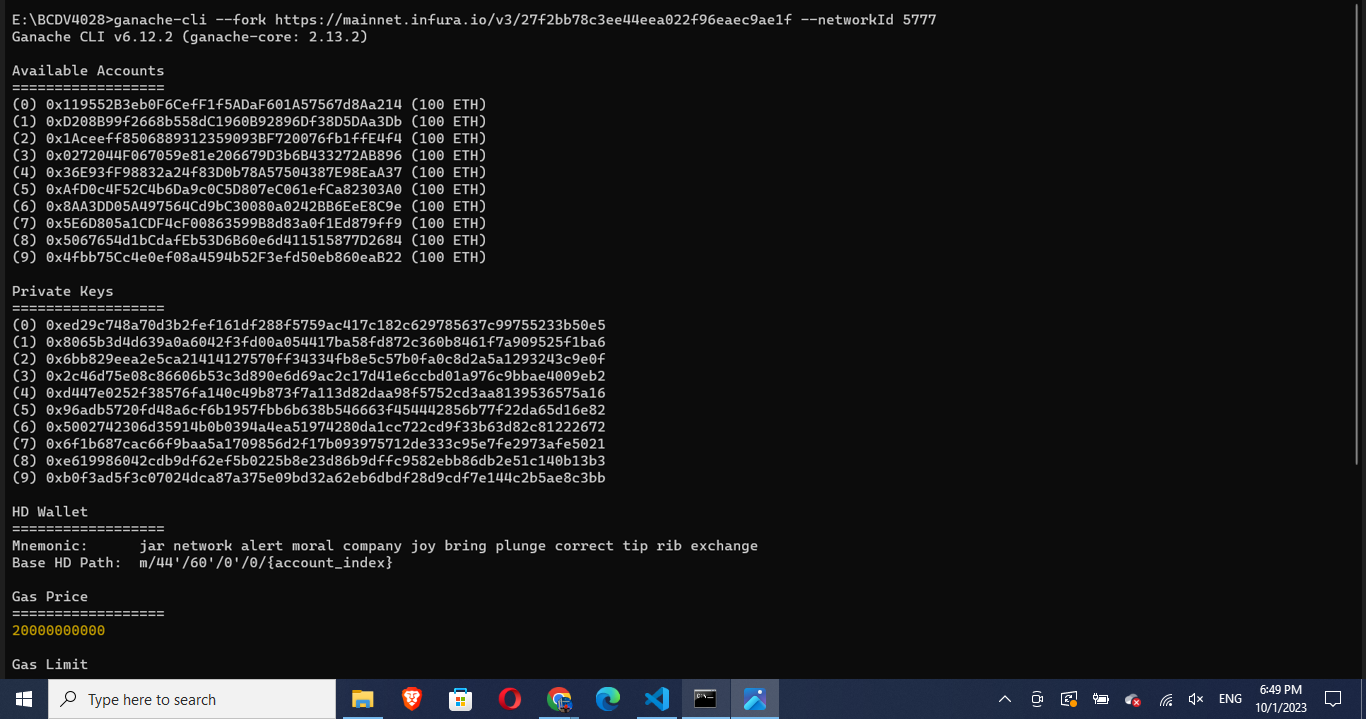 E:\BCDV4028>ganache-cli --fork https://mainnet.infura.io/v3/27f2bb78c3ee44eea022f96eaec9ae1f --networkId 5777
Ganache CLI v6.12.2 (ganache-core: 2.13.2)
Available Accounts
==================
(0) 0x119552B3eb0F6CefF1f5ADaF601A57567d8Aa214 (100 ETH)
(1) 0xD208B99f2668b558dC1960B92896Df38D5DAa3Db (100 ETH)
(2) 0x1Aceeff8506889312359093BF720076fb1ffE4f4 (100 ETH)
(3) 0x0272044F067059e81e206679D3b6B433272AB896 (100 ETH)
(4) 0x36E93fF98832a24f83D0b78A57504387E98EaA37 (100 ETH)
(5) 0xAfD0c4F52C4b6Da9c0C5D807eC061efCa82303A0 (100 ETH)
(6) 0x8AA3DD05A497564Cd9bC30080a0242BB6EeE8C9e (100 ETH)
(7) 0x5E6D805a1CDF4cF00863599B8d83a0f1Ed879ff9 (100 ETH)
(8) 0x5067654d1bCdafEb53D6B60e6d411515877D2684 (100 ETH)
(9) 0x4fbb75Cc4e0ef08a4594b52F3efd50eb860eaB22 (100 ETH)
Private Keys
==================
(0) 0xed29c748a70d3b2fef161df288f5759ac417c182c629785637c99755233b50e5
(1) 0x8065b3d4d639a0a6042f3fd00a054417ba58fd872c360b8461f7a909525f1ba6
(2) 0x6bb829eea2e5ca21414127570ff34334fb8e5c57b0fa0c8d2a5a1293243c9e0f
(3) 0x2c46d75e08c86606b53c3d890e6d69ac2c17d41e6ccbd01a976c9bbae4009eb2
(4) 0xd447e0252f38576fa140c49b873f7a113d82daa98f5752cd3aa8139536575a16
(5) 0x96adb5720fd48a6cf6b1957fbb6b638b546663f454442856b77f22da65d16e82
(6) 0x5002742306d35914b0b0394a4ea51974280da1cc722cd9f33b63d82c81222672
(7) 0x6f1b687cac66f9baa5a1709856d2f17b093975712de333c95e7fe2973afe5021
(8) 0xe619986042cdb9df62ef5b0225b8e23d86b9dffc9582ebb86db2e51c140b13b3
(9) 0xb0f3ad5f3c07024dca87a375e09bd32a62eb6dbdf28d9cdf7e144c2b5ae8c3bb
HD Wallet
==================
Mnemonic:      jar network alert moral company joy bring plunge correct tip rib exchange
Base HD Path:  m/44'/60'/0'/0/{account_index}
Gas Price
==================
20000000000
Gas Limit
Type here to search
ENG
6:49 PM
10/1/2023